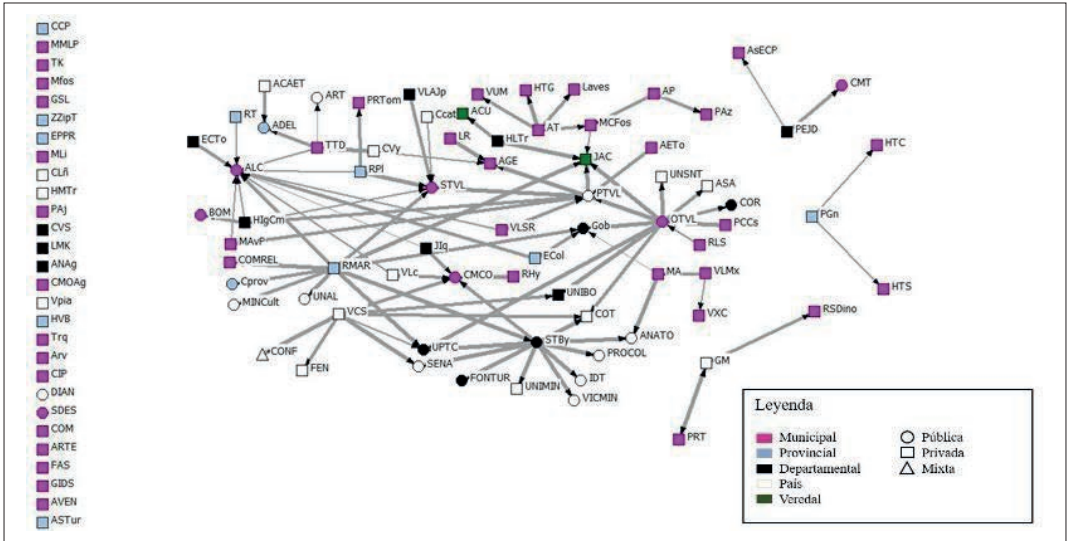 CCP
MMLP
TK
Mfos
GSL
ZZipT
EPPR
MLi
CLñ
HMTr
PAj
CVS
LMK
ANAg
CMOAg
Vpia
HVB
Trq
Arv
CIP
DIAN
SDES
COM
ARTE
FAS
GIDS
AVEN
ASTur
ACAET
ART
PRTom
VLAJp
VUM
HTG
Laves
AP
AsECP
CMT
RT
ADEL
Ccat
ACU
AT
MCFos
PAz
PEJD
ECTo
TTD
CVy
LR
HLTr
AETo
HTC
ALC
RPl
STVL
AGE
JAC
PTVL
UNSNT
ASA
COR
PGn
BOM
HIgCm
VLSR
Gob
OTVL
PCCs
RLS
MAvP
COMREL
RMAR
JIq
ECol
Cprov
VLc
CMCO
RHy
MA
VLMx
HTS
MINCult
UNAL
UNIBO
VXC
RSDino
VCS
COT
CONF
UPTC
STBy
ANATO
FEN
SENA
PROCOL
GM
FONTUR
UNIMIN
IDT
VICMIN
PRT
Leyenda
Municipal
Pública
Provincial
Privada
Departamental
Mixta
País
Veredal